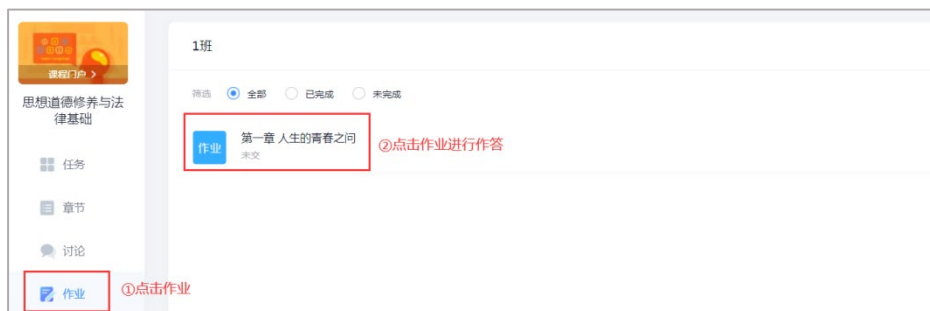 课程门户 >
思想道德修养与法
律基础
任务
章节
讨论
作业
①点击作业
1班
筛选 全部 已完成 未完成
作业
第一章 人生的青春之问
未交
②点击作业进行作答